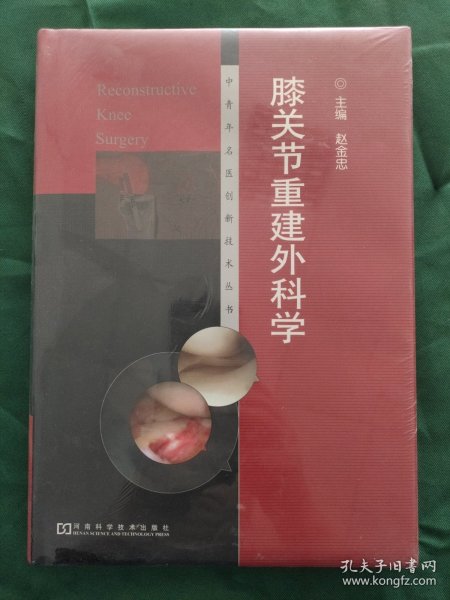 Reconstructive
Knee
Surgery
中青年名医创新技术丛书
膝关节重建外科学
◎主编 赵金忠
河南科学技术出版社
HENAN SCIENCE AND TECHNOLOGY PRESS
孔夫子旧书网
www.kongfz.com